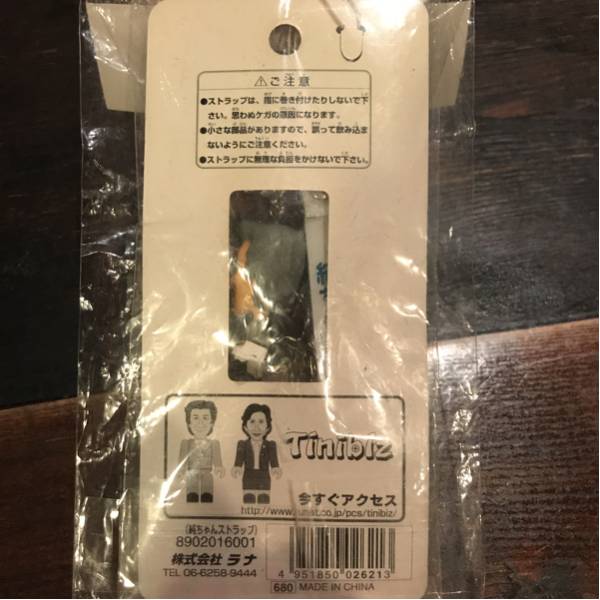 ⚠ご注意
●ストラップは、指に巻き付けたりしないで下
さい。思わぬケガの原因になります。
●小さな部品がありますので、誤って飲み込ま
ないようにご注意ください。
●ストラップに無理な負担をかけないで下さい。
Tinibiz
今すぐアクセス
http://www.unat.co.jp/pcs/tinibiz/
(純ちゃんストラップ)
8902016001
株式会社 ラナ
TEL 06-6258-9444
4 951850 026213
680 MADE IN CHINA